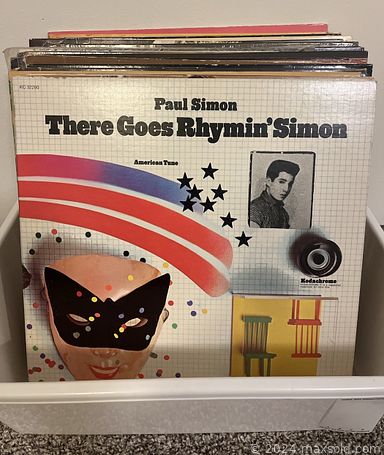 KC 32280
Paul Simon
There Goes Rhymin' Simon
American Tune
Kodachrome
© 2024 maxsold.com